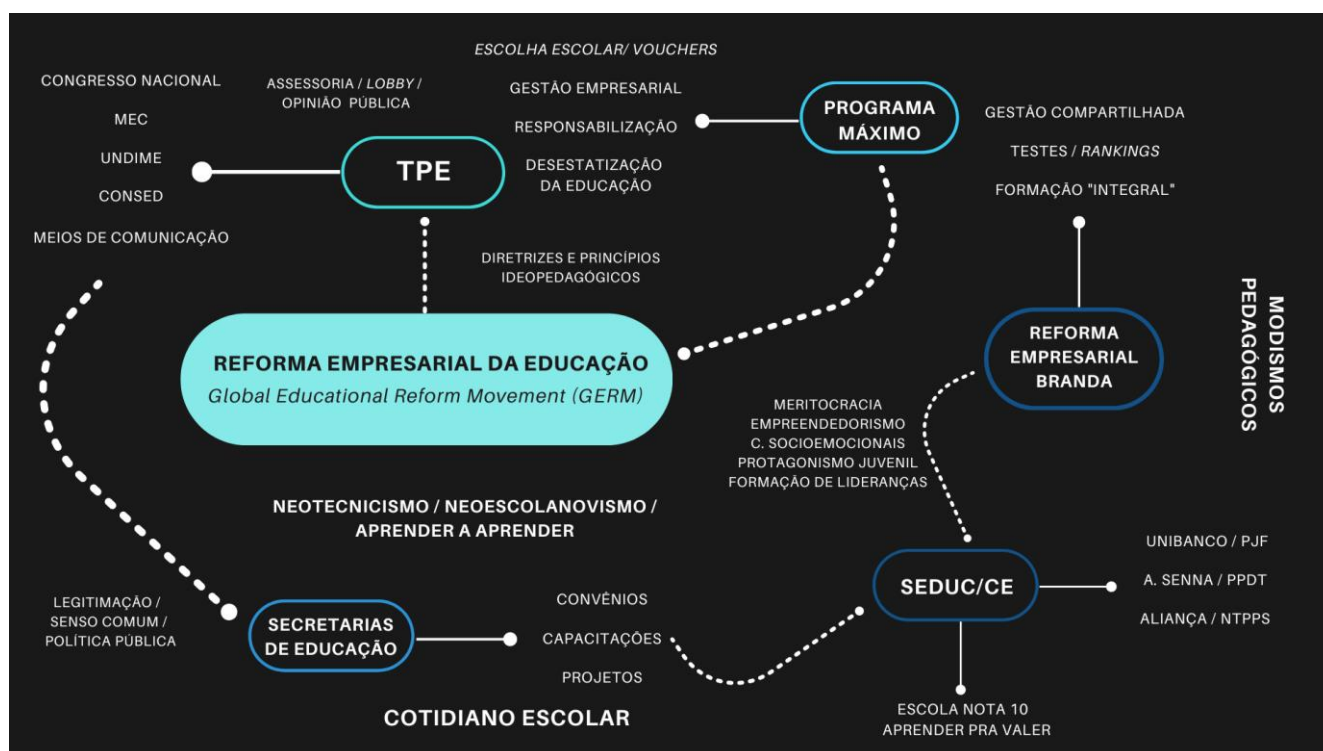 CONGRESSO NACIONAL
MEC
UNDIME
CONSED
MEIOS DE COMUNICAÇÃO
ASSESSORIA / LOBBY /
OPINIÃO PÚBLICA
TPE
ESCOLHA ESCOLAR/ VOUCHERS
GESTÃO EMPRESARIAL
RESPONSABILIZAÇÃO
DESESTATIZAÇÃO
DA EDUCAÇÃO
PROGRAMA
MÁXIMO
GESTÃO COMPARTILHADA
TESTES / RANKINGS
FORMAÇÃO "INTEGRAL"
DIRETRIZES E PRINCÍPIOS
IDEOPEDAGÓGICOS
REFORMA EMPRESARIAL DA EDUCAÇÃO
Global Educational Reform Movement (GERM)
REFORMA
EMPRESARIAL
BRANDA
MODISMOS
PEDAGÓGICOS
MERITOCRACIA
EMPREENDEDORISMO
C. SOCIOEMOCIONAIS
PROTAGONISMO JUVENIL
FORMAÇÃO DE LIDERANÇAS
NEOTECNICISMO / NEOESCOLANOVISMO /
APRENDER A APRENDER
LEGITIMAÇÃO /
SENSO COMUM /
POLÍTICA PÚBLICA
SECRETARIAS
DE EDUCAÇÃO
CONVÊNIOS
CAPACITAÇÕES
PROJETOS
SEDUC/CE
UNIBANCO / PJF
A. SENNA / PPDT
ALIANÇA / NTPPS
ESCOLA NOTA 10
APRENDER PRA VALER
COTIDIANO ESCOLAR